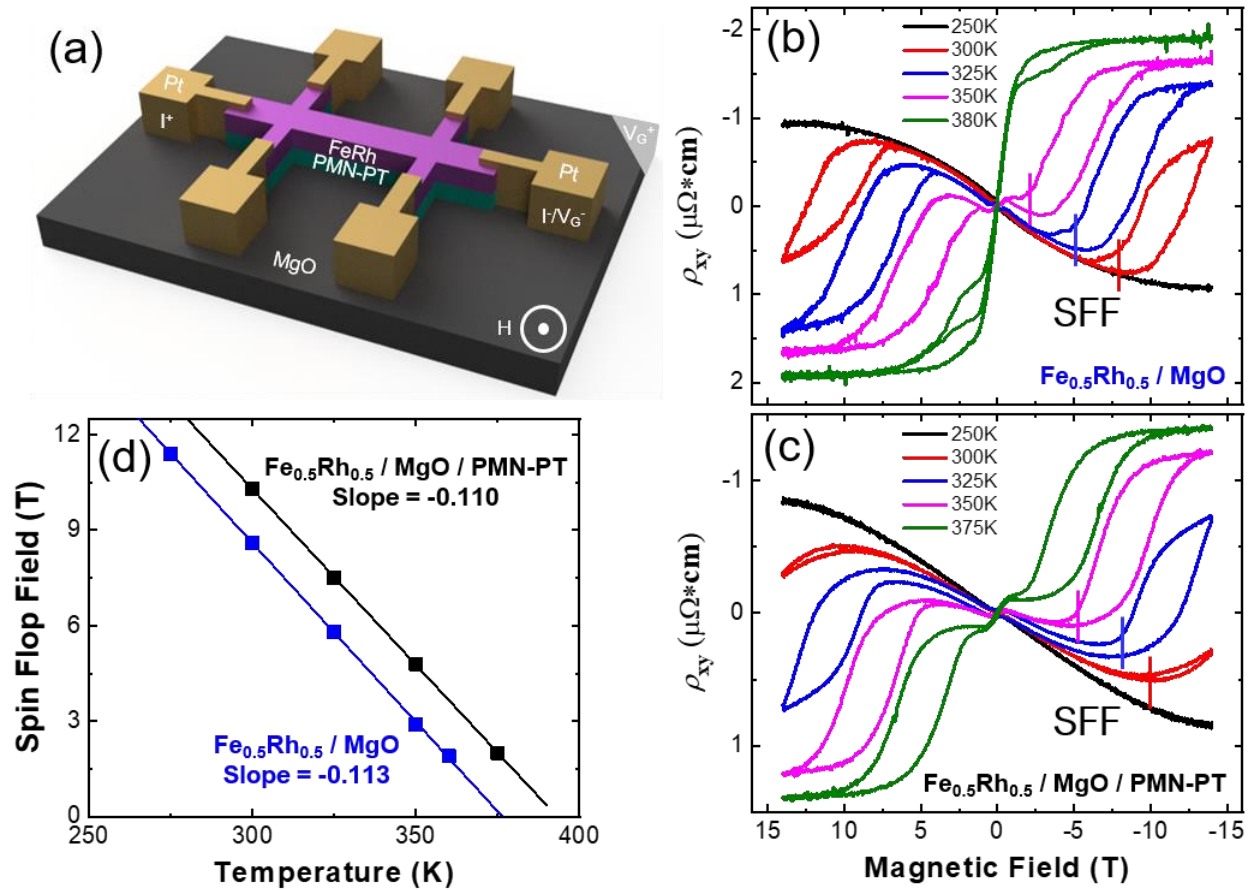 (a)
Pt
I⁺
FeRh
PMN-PT
V_G⁺
Pt
I⁻/V_G⁻
MgO
H
(b)
250K
300K
325K
350K
380K
-2
-1
0
1
2
ρ_xy (μΩ*cm)
SFF
Fe₀.₅Rh₀.₅ / MgO
(d)
12
9
6
3
0
Spin Flop Field (T)
Fe₀.₅Rh₀.₅ / MgO / PMN-PT
Slope = -0.110
Fe₀.₅Rh₀.₅ / MgO
Slope = -0.113
250 300 350 400
Temperature (K)
(c)
250K
300K
325K
350K
375K
-1
0
1
ρ_xy (μΩ*cm)
SFF
Fe₀.₅Rh₀.₅ / MgO / PMN-PT
15 10 5 0 -5 -10 -15
Magnetic Field (T)